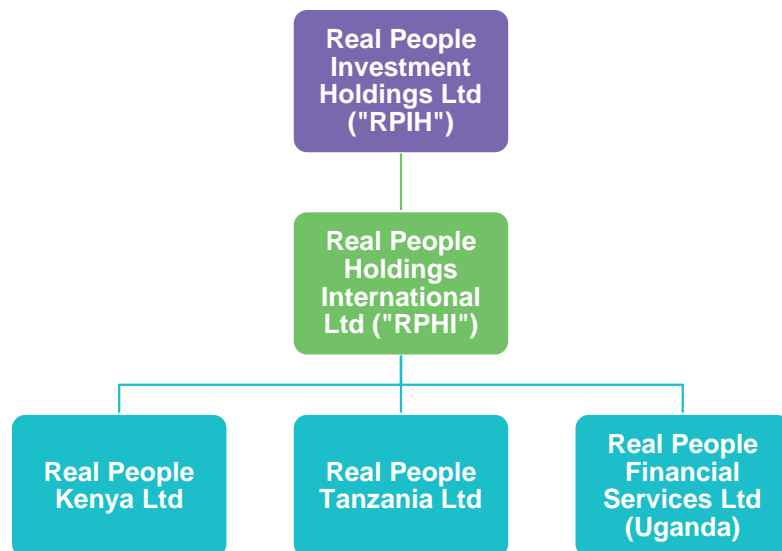 Real People
Investment
Holdings Ltd
("RPIH")
Real People
Holdings
International
Ltd ("RPHI")
Real People
Kenya Ltd
Real People
Tanzania Ltd
Real People
Financial
Services Ltd
(Uganda)